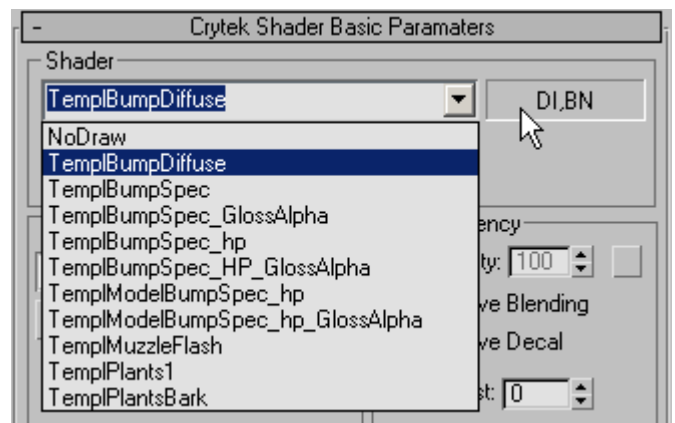 - Crytek Shader Basic Paramaters
Shader
TemplBumpDiffuse DI,BN
NoDraw
TemplBumpDiffuse
TemplBumpSpec
TemplBumpSpec_GlossAlpha
TemplBumpSpec_hp
TemplBumpSpec_HP_GlossAlpha
TemplModelBumpSpec_hp
TemplModelBumpSpec_hp_GlossAlpha
TemplMuzzleFlash
TemplPlants1
TemplPlantsBark
ency
ty: 100
ve Blending
ve Decal
st: 0